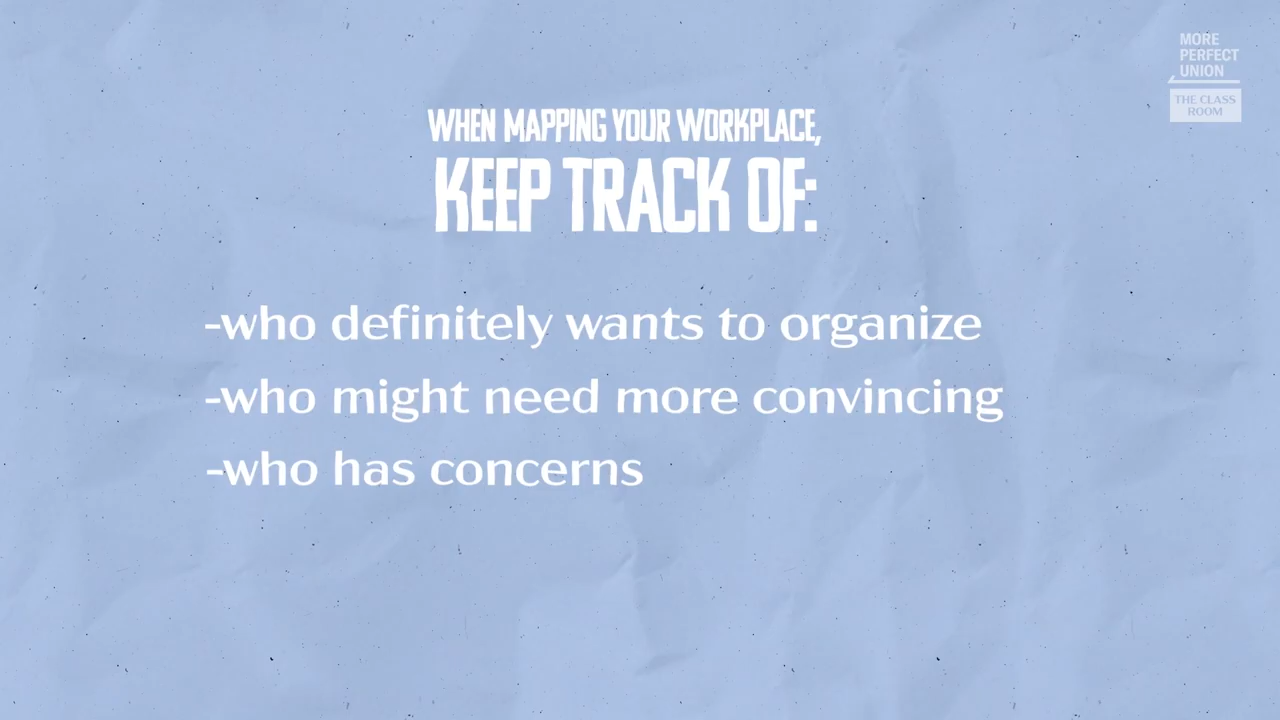 MORE
PERFECT
UNION
THE CLASS
ROOM
WHEN MAPPING YOUR WORKPLACE,
KEEP TRACK OF:
-who definitely wants to organize
-who might need more convincing
-who has concerns